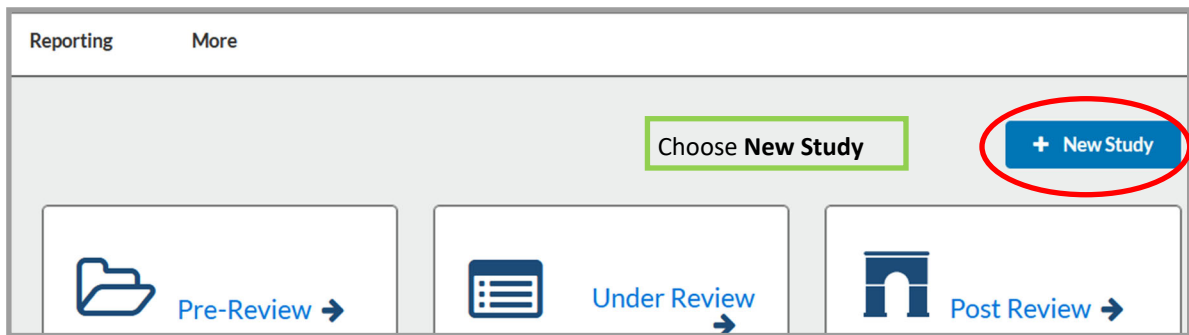 Reporting More
Choose New Study
+ New Study
Pre-Review →
Under Review
→
Post Review →